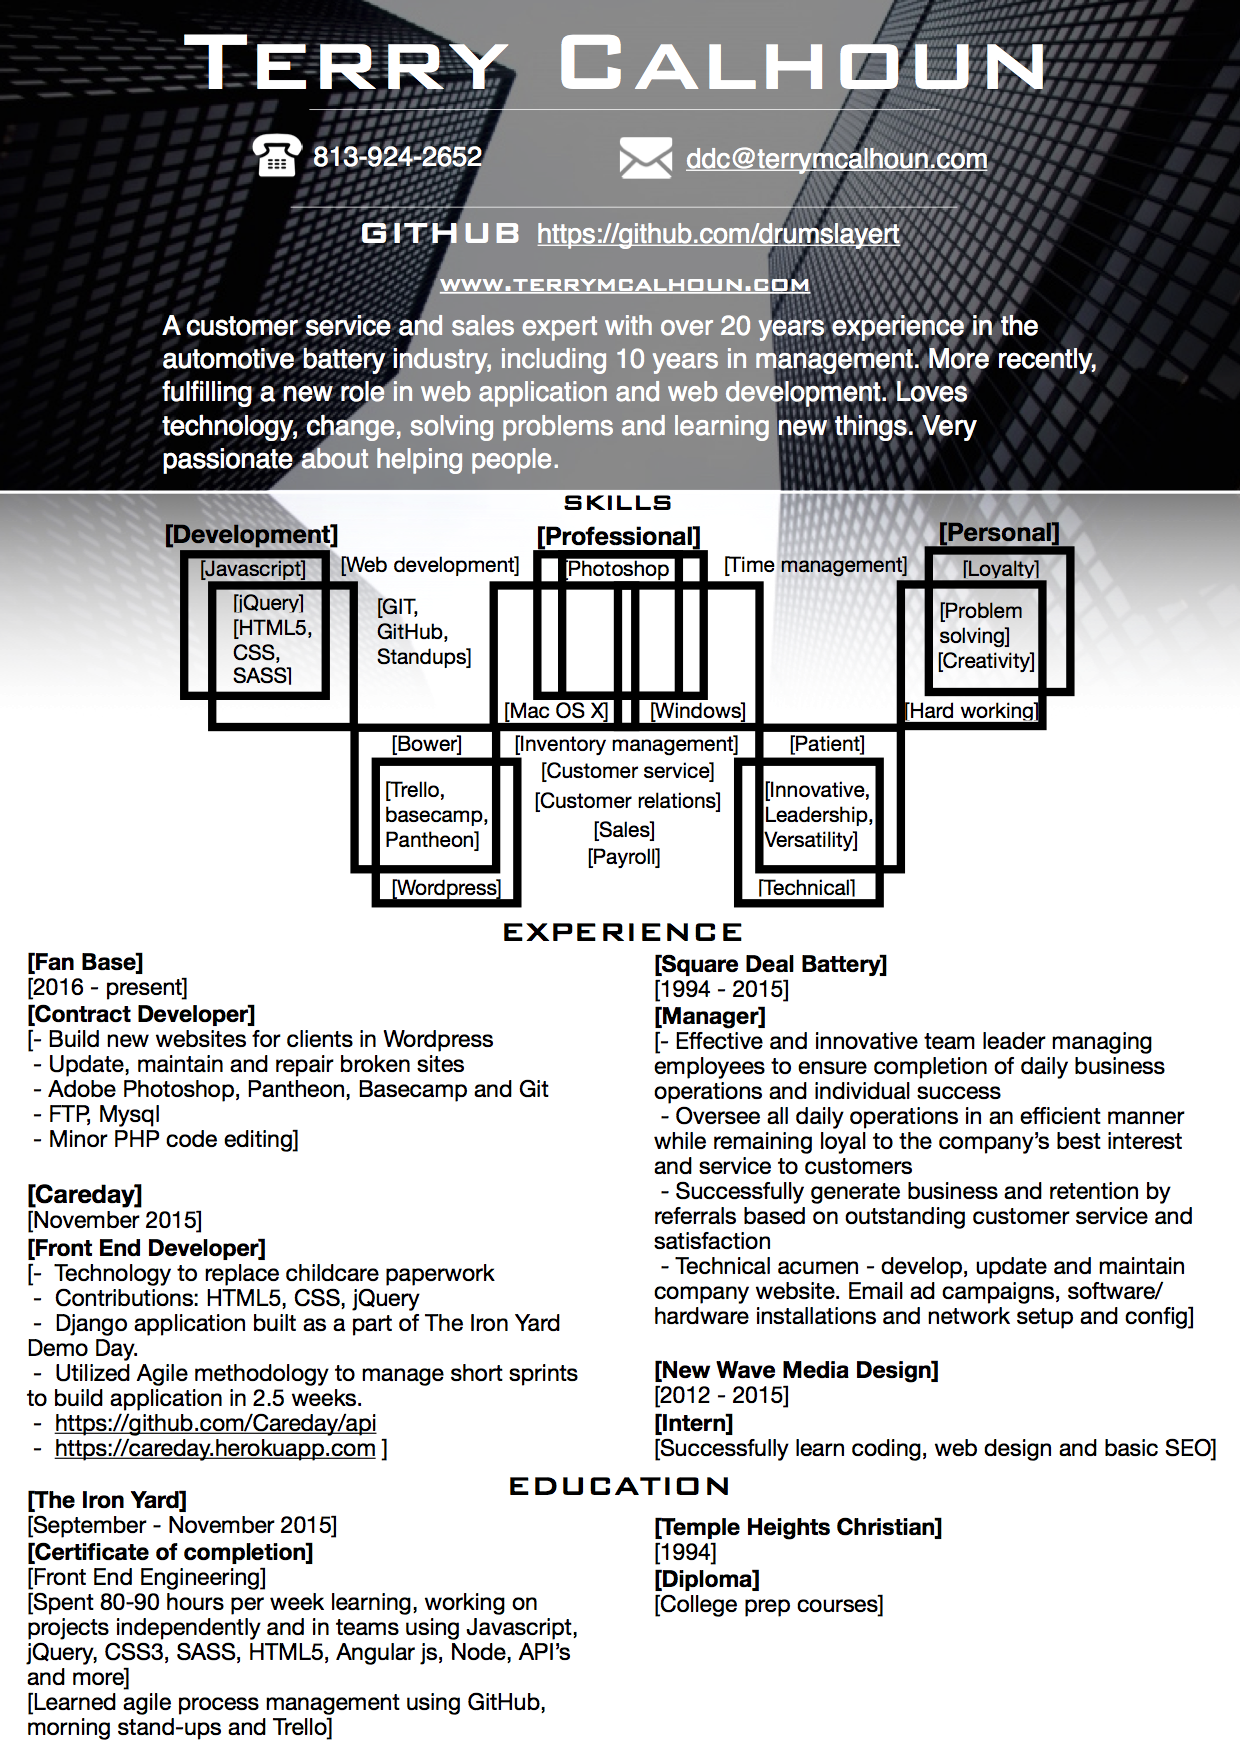 TERRY CALHOUN
813-924-2652
ddc@terrymcalhoun.com
GITHUB https://github.com/drumslayert
WWW.TERRYMCALHOUN.COM
A customer service and sales expert with over 20 years experience in the
automotive battery industry, including 10 years in management. More recently,
fulfilling a new role in web application and web development. Loves
technology, change, solving problems and learning new things. Very
passionate about helping people.
SKILLS
[Development]
[Professional]
[Personal]
[Javascript]
[Web development]
[Photoshop
[Time management]
[Loyalty]
[jQuery]
[HTML5,
CSS,
SASS]
[GIT,
GitHub,
Standups]
[Problem
solving]
[Creativity]
[Mac OS X]
[Windows]
[Hard working]
[Bower]
[Inventory management]
[Patient]
[Customer service]
[Trello,
basecamp,
Pantheon]
[Customer relations]
[Sales]
[Payroll]
[Innovative,
Leadership,
Versatility]
[Wordpress]
[Technical]
EXPERIENCE
[Fan Base]
[2016 - present]
[Contract Developer]
[- Build new websites for clients in Wordpress
- Update, maintain and repair broken sites
- Adobe Photoshop, Pantheon, Basecamp and Git
- FTP, Mysql
- Minor PHP code editing]
[Careday]
[November 2015]
[Front End Developer]
[- Technology to replace childcare paperwork
- Contributions: HTML5, CSS, jQuery
- Django application built as a part of The Iron Yard
Demo Day.
- Utilized Agile methodology to manage short sprints
to build application in 2.5 weeks.
- https://github.com/Careday/api
- https://careday.herokuapp.com ]
[Square Deal Battery]
[1994 - 2015]
[Manager]
[- Effective and innovative team leader managing
employees to ensure completion of daily business
operations and individual success
- Oversee all daily operations in an efficient manner
while remaining loyal to the company's best interest
and service to customers
- Successfully generate business and retention by
referrals based on outstanding customer service and
satisfaction
- Technical acumen - develop, update and maintain
company website. Email ad campaigns, software/
hardware installations and network setup and config]
[New Wave Media Design]
[2012 - 2015]
[Intern]
[Successfully learn coding, web design and basic SEO]
EDUCATION
[The Iron Yard]
[September - November 2015]
[Certificate of completion]
[Front End Engineering]
[Spent 80-90 hours per week learning, working on
projects independently and in teams using Javascript,
jQuery, CSS3, SASS, HTML5, Angular js, Node, API's
and more]
[Learned agile process management using GitHub,
morning stand-ups and Trello]
[Temple Heights Christian]
[1994]
[Diploma]
[College prep courses]